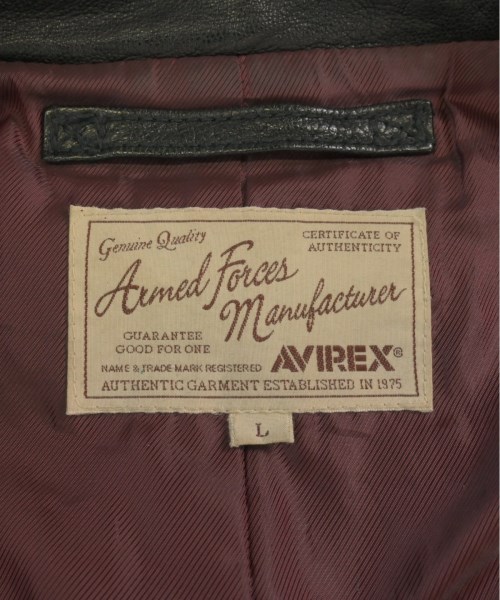 Genuine Quality
CERTIFICATE OF
AUTHENTICITY
Armed Forces
Manufacturer
GUARANTEE
GOOD FOR ONE
NAME & TRADE MARK REGISTERED
AVIREX®
AUTHENTIC GARMENT ESTABLISHED IN 1975
L